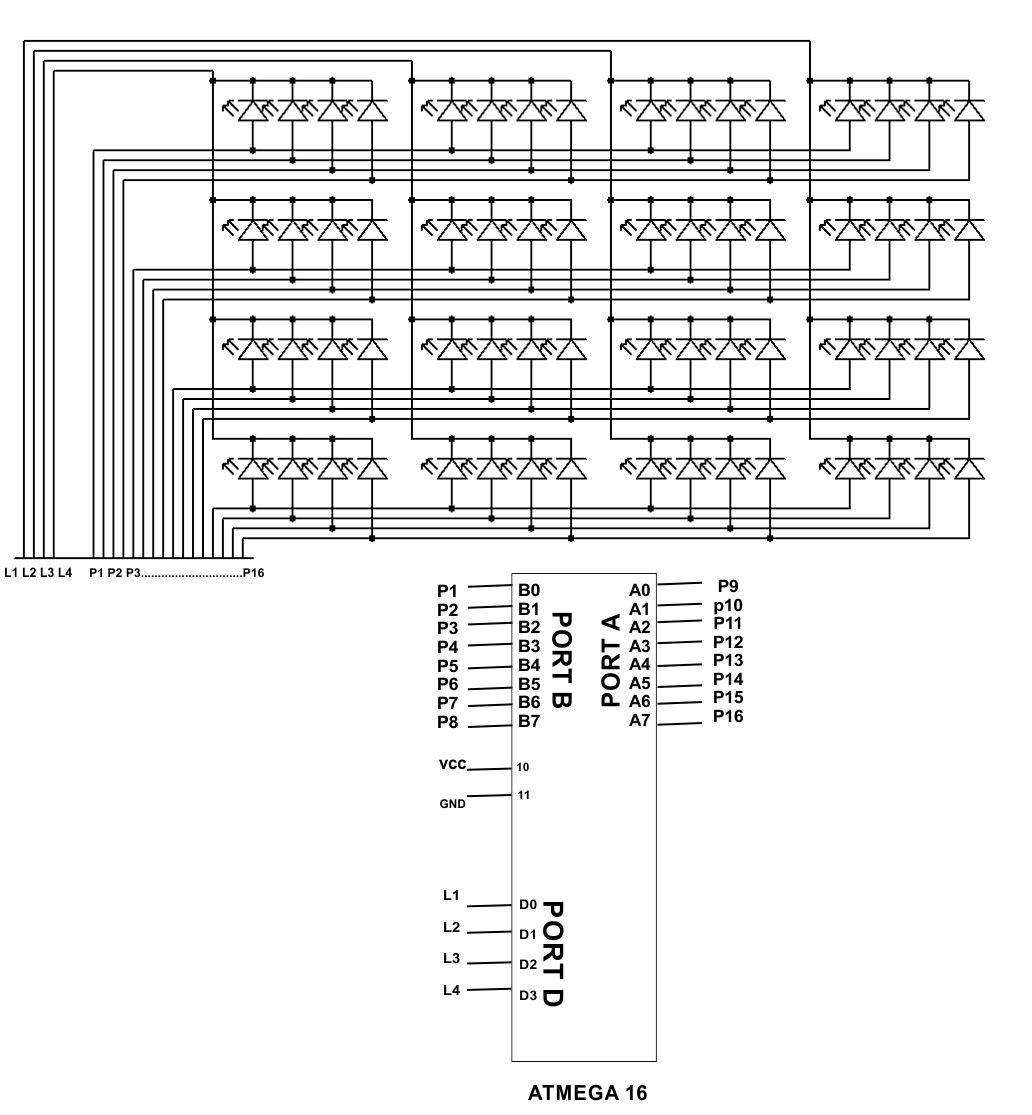 L1 L2 L3 L4 P1 P2 P3..............................P16
P1 B0 A0 P9
P2 B1 A1 p10
P3 B2 A2 P11
P4 B3 A3 P12
P5 B4 A4 P13
P6 B5 A5 P14
P7 B6 A6 P15
P8 B7 A7 P16
PORT B
PORT A
VCC 10
GND 11
L1 D0
L2 D1
L3 D2
L4 D3
PORT D
ATMEGA 16